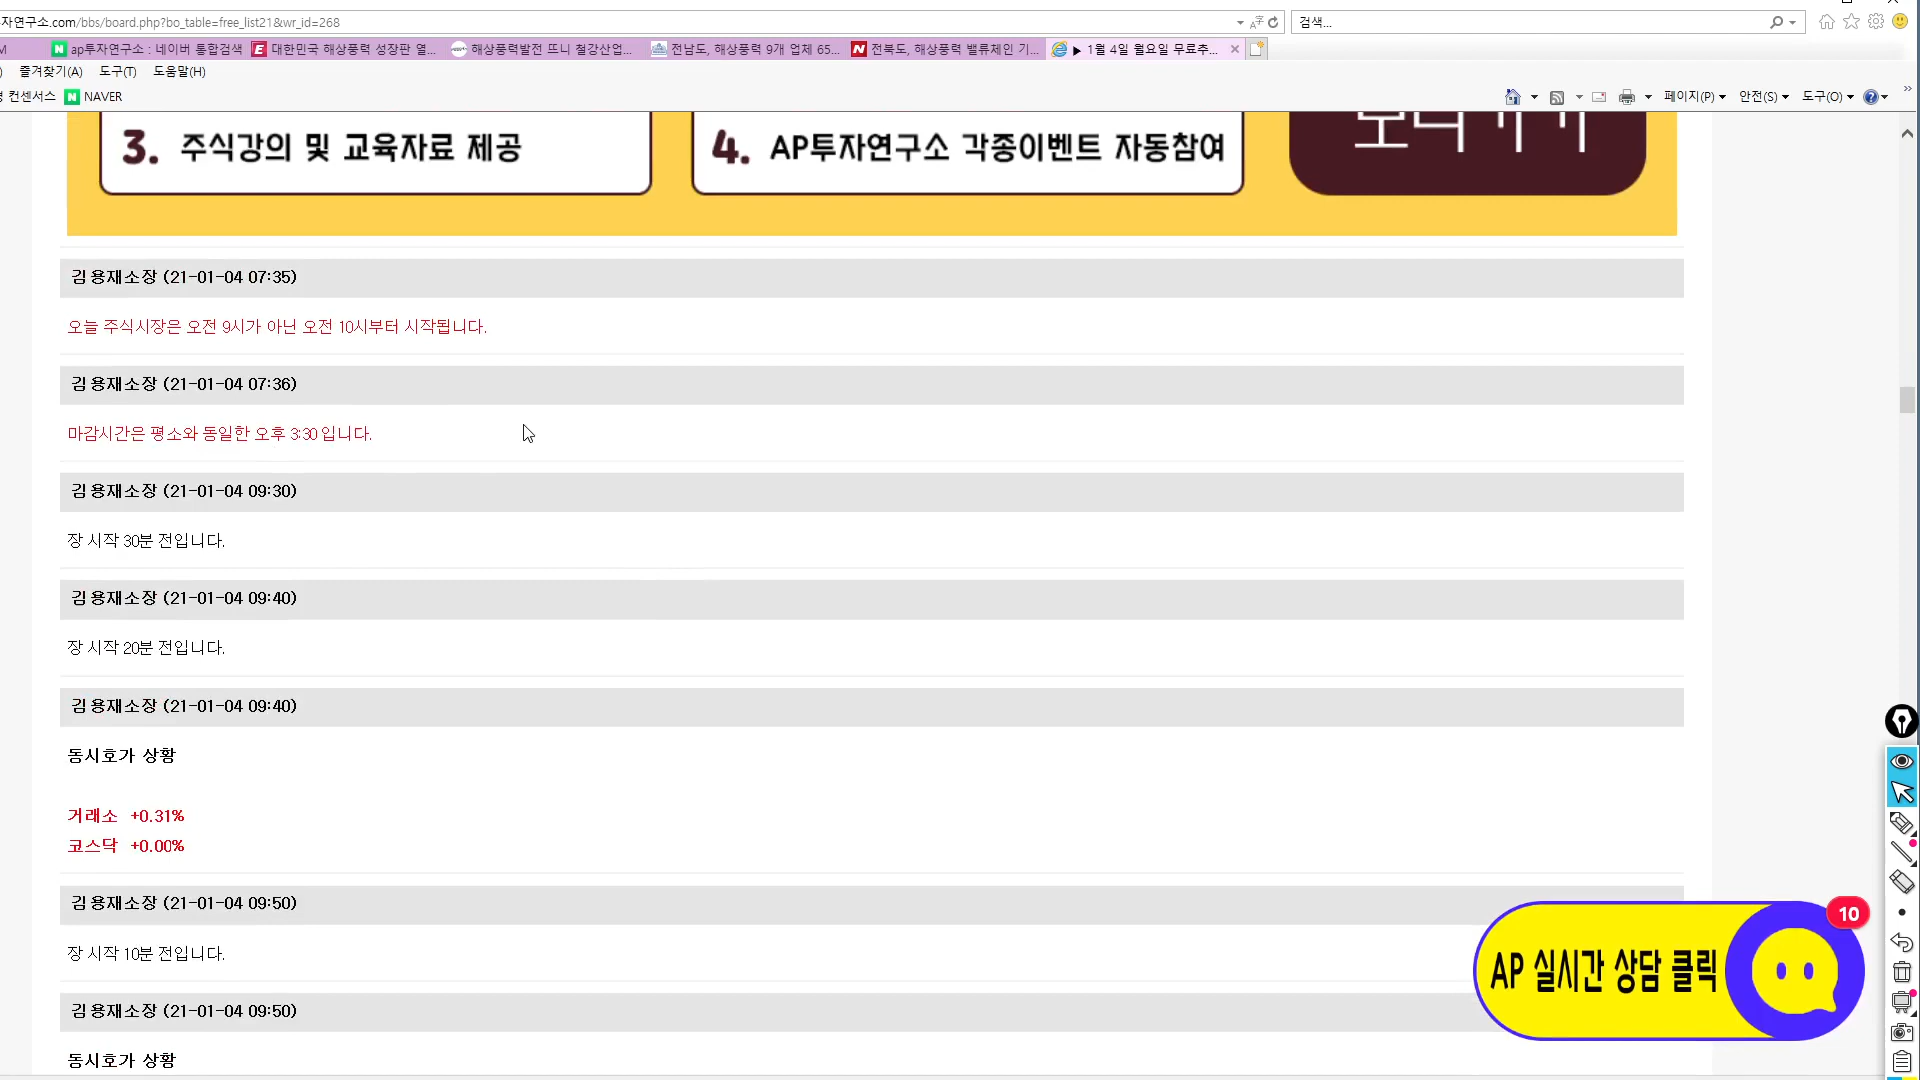 자연구소.com/bbs/board.php?bo_table=free_list21&wr_id=268
검색...
ap투자연구소 : 네이버 통합검색
대한민국 해상풍력 성장판 열...
해상풍력발전 뜨니 철강산업...
전남도, 해상풍력 9개 업체 65...
전북도, 해상풍력 밸류체인 기...
▶ 1월 4일 월요일 무료추...
즐겨찾기(A) 도구(T) 도움말(H)
컨센서스 NAVER
페이지(P) 안전(S) 도구(O)
3. 주식강의 및 교육자료 제공
4. AP투자연구소 각종이벤트 자동참여
김용재소장 (21-01-04 07:35)
오늘 주식시장은 오전 9시가 아닌 오전 10시부터 시작됩니다.
김용재소장 (21-01-04 07:36)
마감시간은 평소와 동일한 오후 3:30 입니다.
김용재소장 (21-01-04 09:30)
장 시작 30분 전입니다.
김용재소장 (21-01-04 09:40)
장 시작 20분 전입니다.
김용재소장 (21-01-04 09:40)
동시호가 상황
거래소 +0.31%
코스닥 +0.00%
김용재소장 (21-01-04 09:50)
장 시작 10분 전입니다.
김용재소장 (21-01-04 09:50)
동시호가 상황
10
AP 실시간 상담 클릭